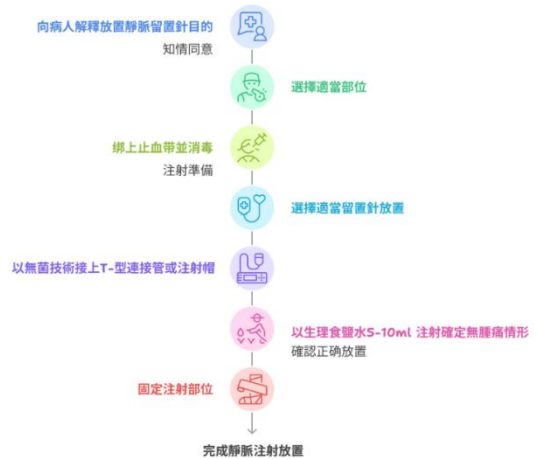 向病人解釋放置靜脈留置針目的
知情同意
選擇適當部位
綁上止血帶並消毒
注射準備
選擇適當留置針放置
以無菌技術接上T-型連接管或注射帽
以生理食鹽水5-10ml 注射確定無腫痛情形
確認正确放置
固定注射部位
完成靜脈注射放置